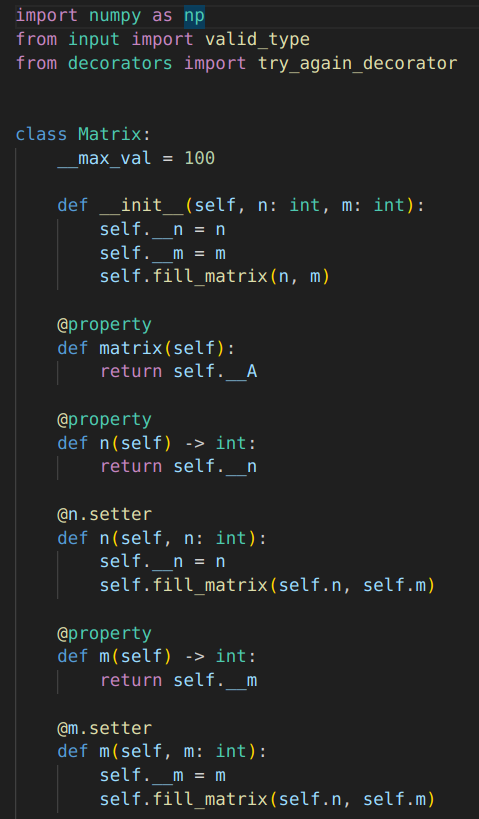 import numpy as np
from input import valid_type
from decorators import try_again_decorator
class Matrix:
    __max_val = 100
    def __init__(self, n: int, m: int):
        self.__n = n
        self.__m = m
        self.fill_matrix(n, m)
    @property
    def matrix(self):
        return self.__A
    @property
    def n(self) -> int:
        return self.__n
    @n.setter
    def n(self, n: int):
        self.__n = n
        self.fill_matrix(self.n, self.m)
    @property
    def m(self) -> int:
        return self.__m
    @m.setter
    def m(self, m: int):
        self.__m = m
        self.fill_matrix(self.n, self.m)